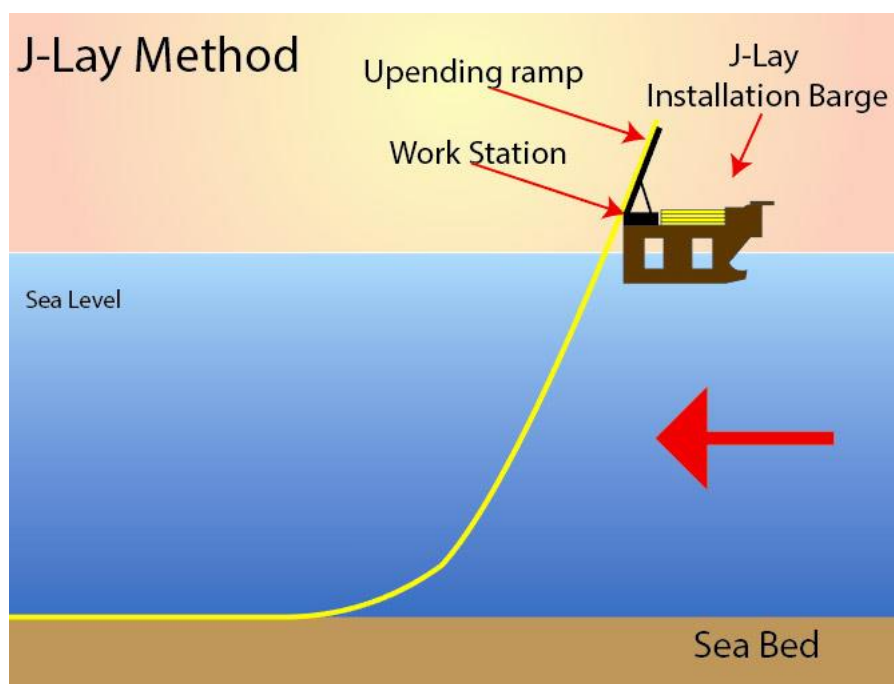 J-Lay Method
Upending ramp
J-Lay
Installation Barge
Work Station
Sea Level
Sea Bed